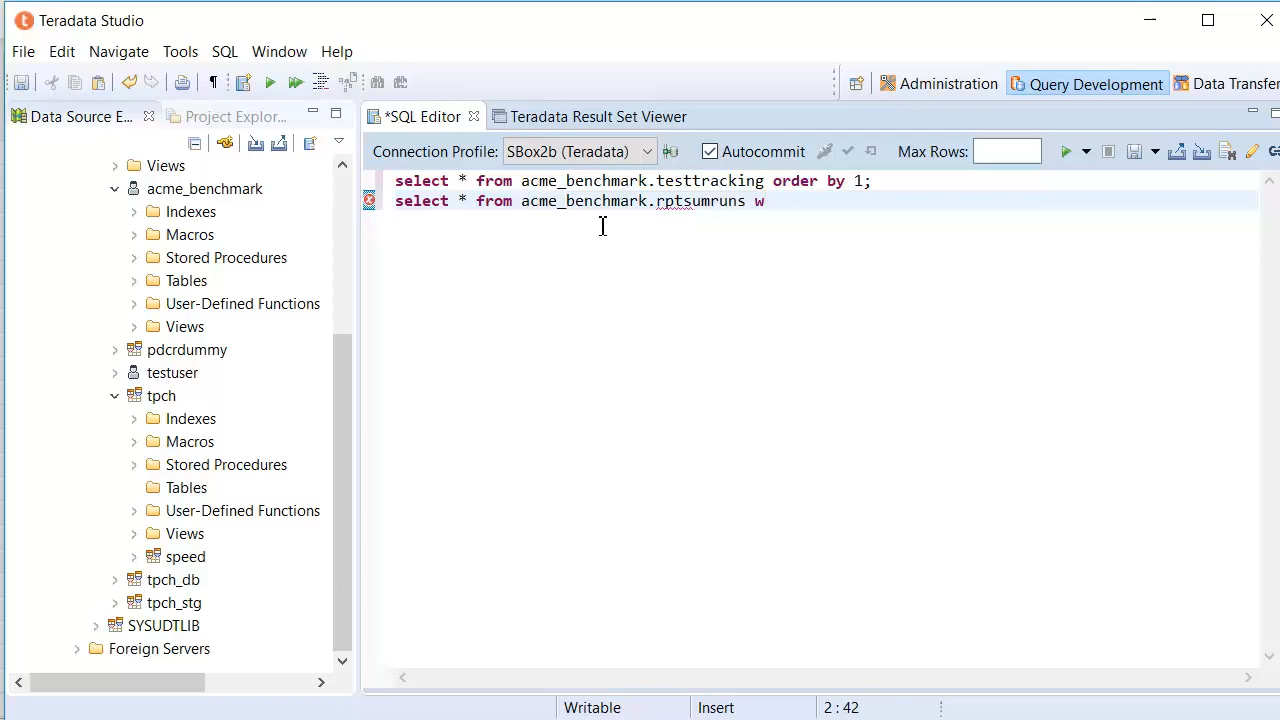 Teradata Studio
File Edit Navigate Tools SQL Window Help
Administration Query Development Data Transfer
Data Source E... Project Explor...
*SQL Editor Teradata Result Set Viewer
Connection Profile: SBox2b (Teradata) Autocommit Max Rows:
Views
acme_benchmark
Indexes
Macros
Stored Procedures
Tables
User-Defined Functions
Views
pdcrdummy
testuser
tpch
Indexes
Macros
Stored Procedures
Tables
User-Defined Functions
Views
speed
tpch_db
tpch_stg
SYSUDTLIB
Foreign Servers
select * from acme_benchmark.testtracking order by 1;
select * from acme_benchmark.rptsumruns w
Writable Insert 2 : 42